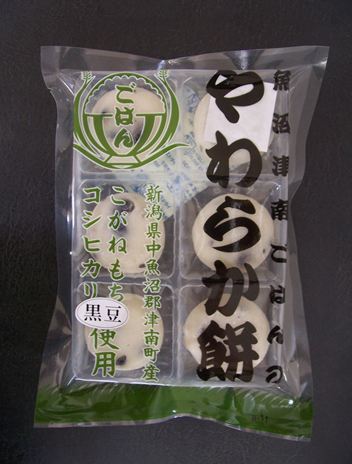 魚沼津南ごはんの
やわらか餅
ごはん
新潟県中魚沼郡津南町産
こがねもち
コシヒカリ
使用
黒豆